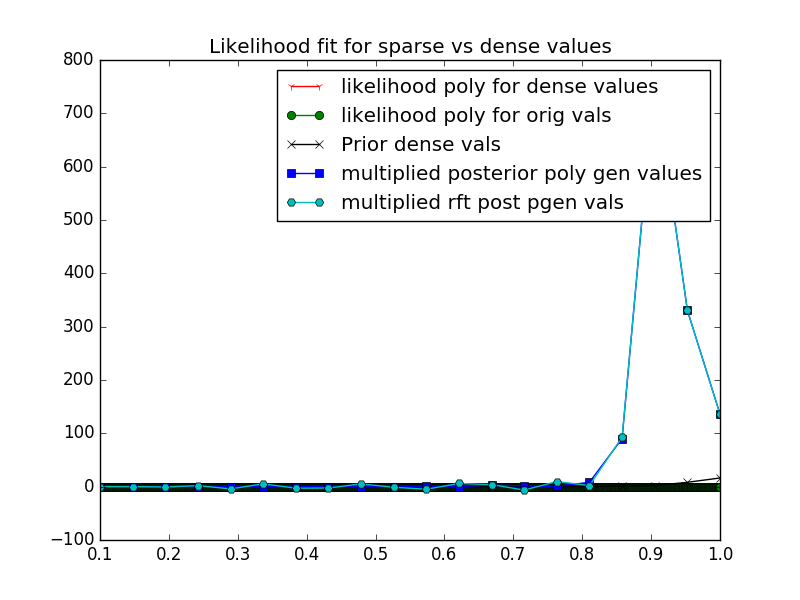 Likelihood fit for sparse vs dense values
800
700
600
500
400
300
200
100
0
−100
likelihood poly for dense values
likelihood poly for orig vals
Prior dense vals
multiplied posterior poly gen values
multiplied rft post pgen vals
0.1 0.2 0.3 0.4 0.5 0.6 0.7 0.8 0.9 1.0